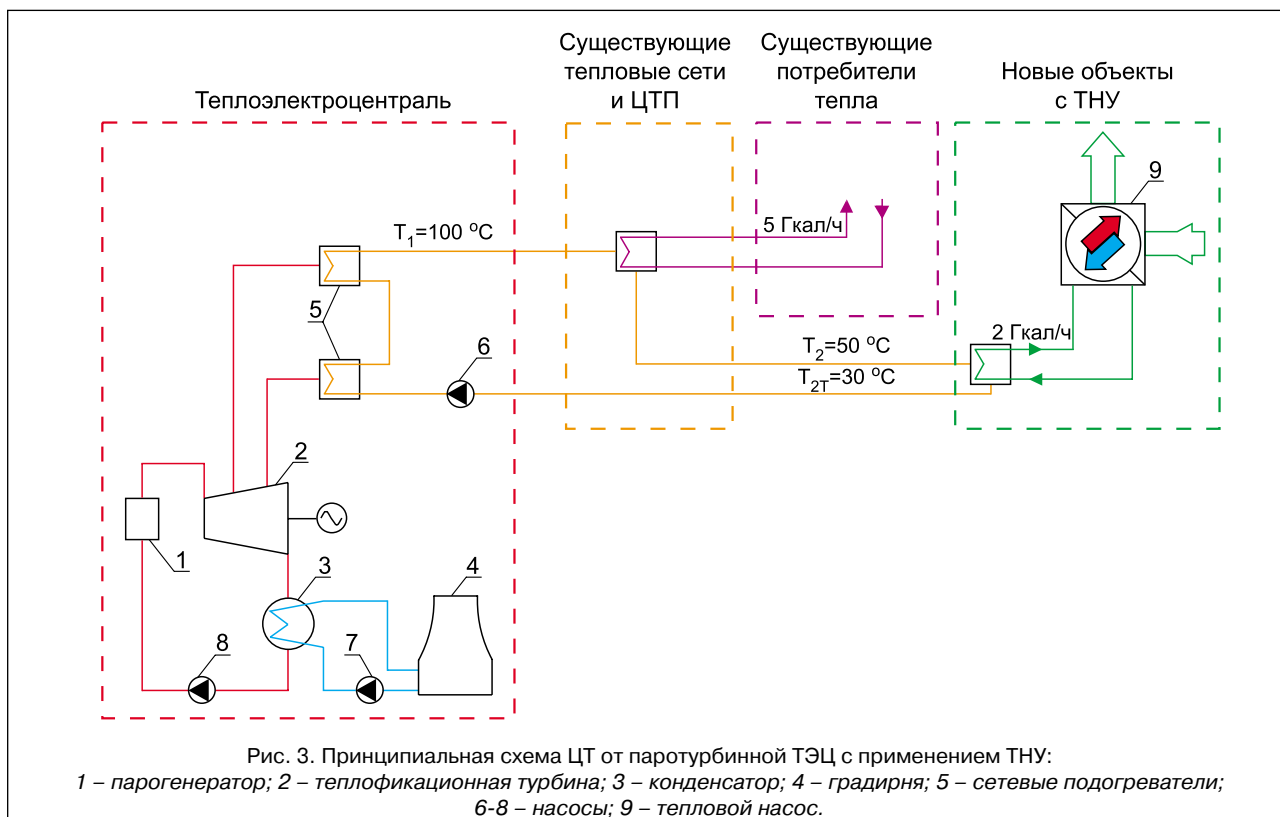 Теплоэлектроцентраль
Существующие
тепловые сети
и ЦТП
Существующие
потребители
тепла
Новые объекты
с ТНУ
9
T₁=100 °C
5 Гкал/ч
5
6
2 Гкал/ч
T₂=50 °C
T₂T=30 °C
2
1
3
4
8
7
Рис. 3. Принципиальная схема ЦТ от паротурбинной ТЭЦ с применением ТНУ:
1 – парогенератор; 2 – теплофикационная турбина; 3 – конденсатор; 4 – градирня; 5 – сетевые подогреватели;
6-8 – насосы; 9 – тепловой насос.